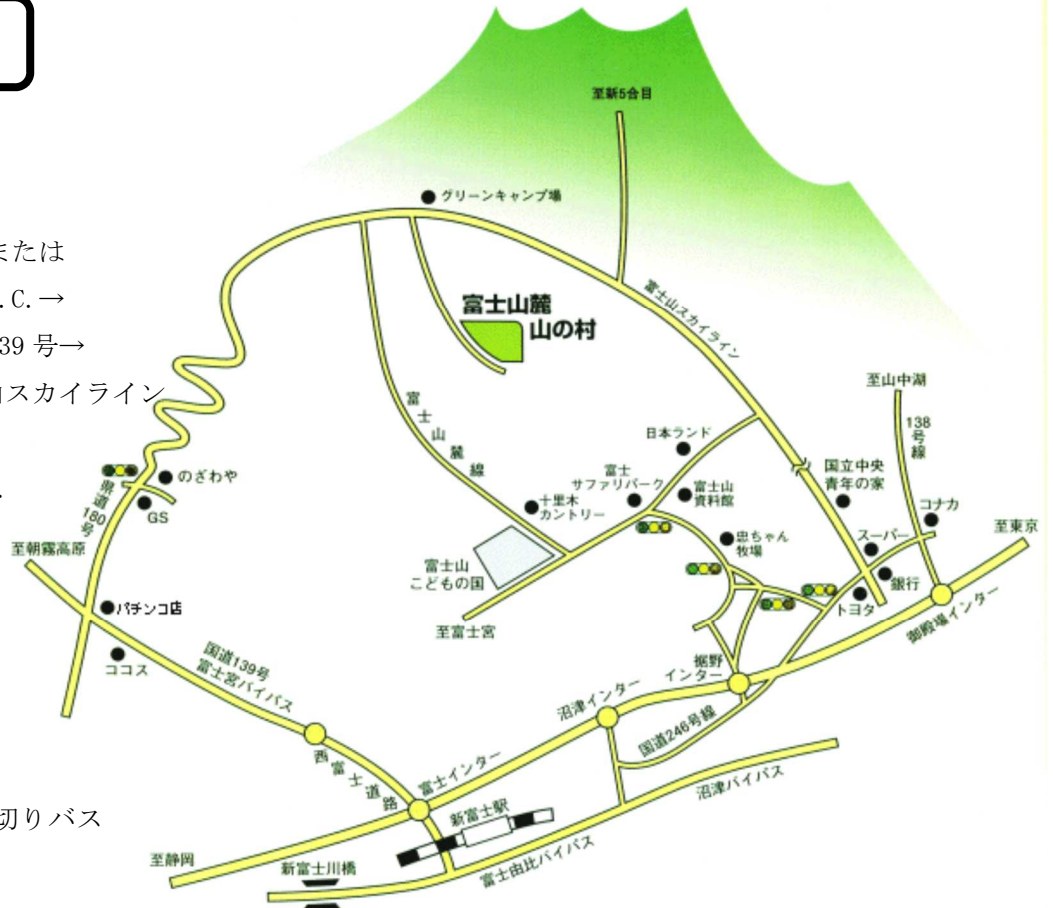 至新5合目
グリーンキャンプ場
または
.C.→
39 号→
スカイライン
富士山麓
山の村
富士山スカイライン
至山中湖
138号線
富士山麓線
日本ランド
富士
サファリパーク
富士山
資料館
国立中央
青年の家
コナカ
至東京
のざわや
GS
県道180号
十里木
カントリー
忠ちゃん
牧場
スーパー
銀行
トヨタ
至朝霧高原
富士山
こどもの国
至富士宮
パチンコ店
ココス
御殿場インター
裾野
インター
国道139号
富士宮バイパス
沼津インター
国道246号線
西富士道路
富士インター
沼津バイパス
新富士駅
切りバス
至静岡
新富士川橋
富士由比バイパス